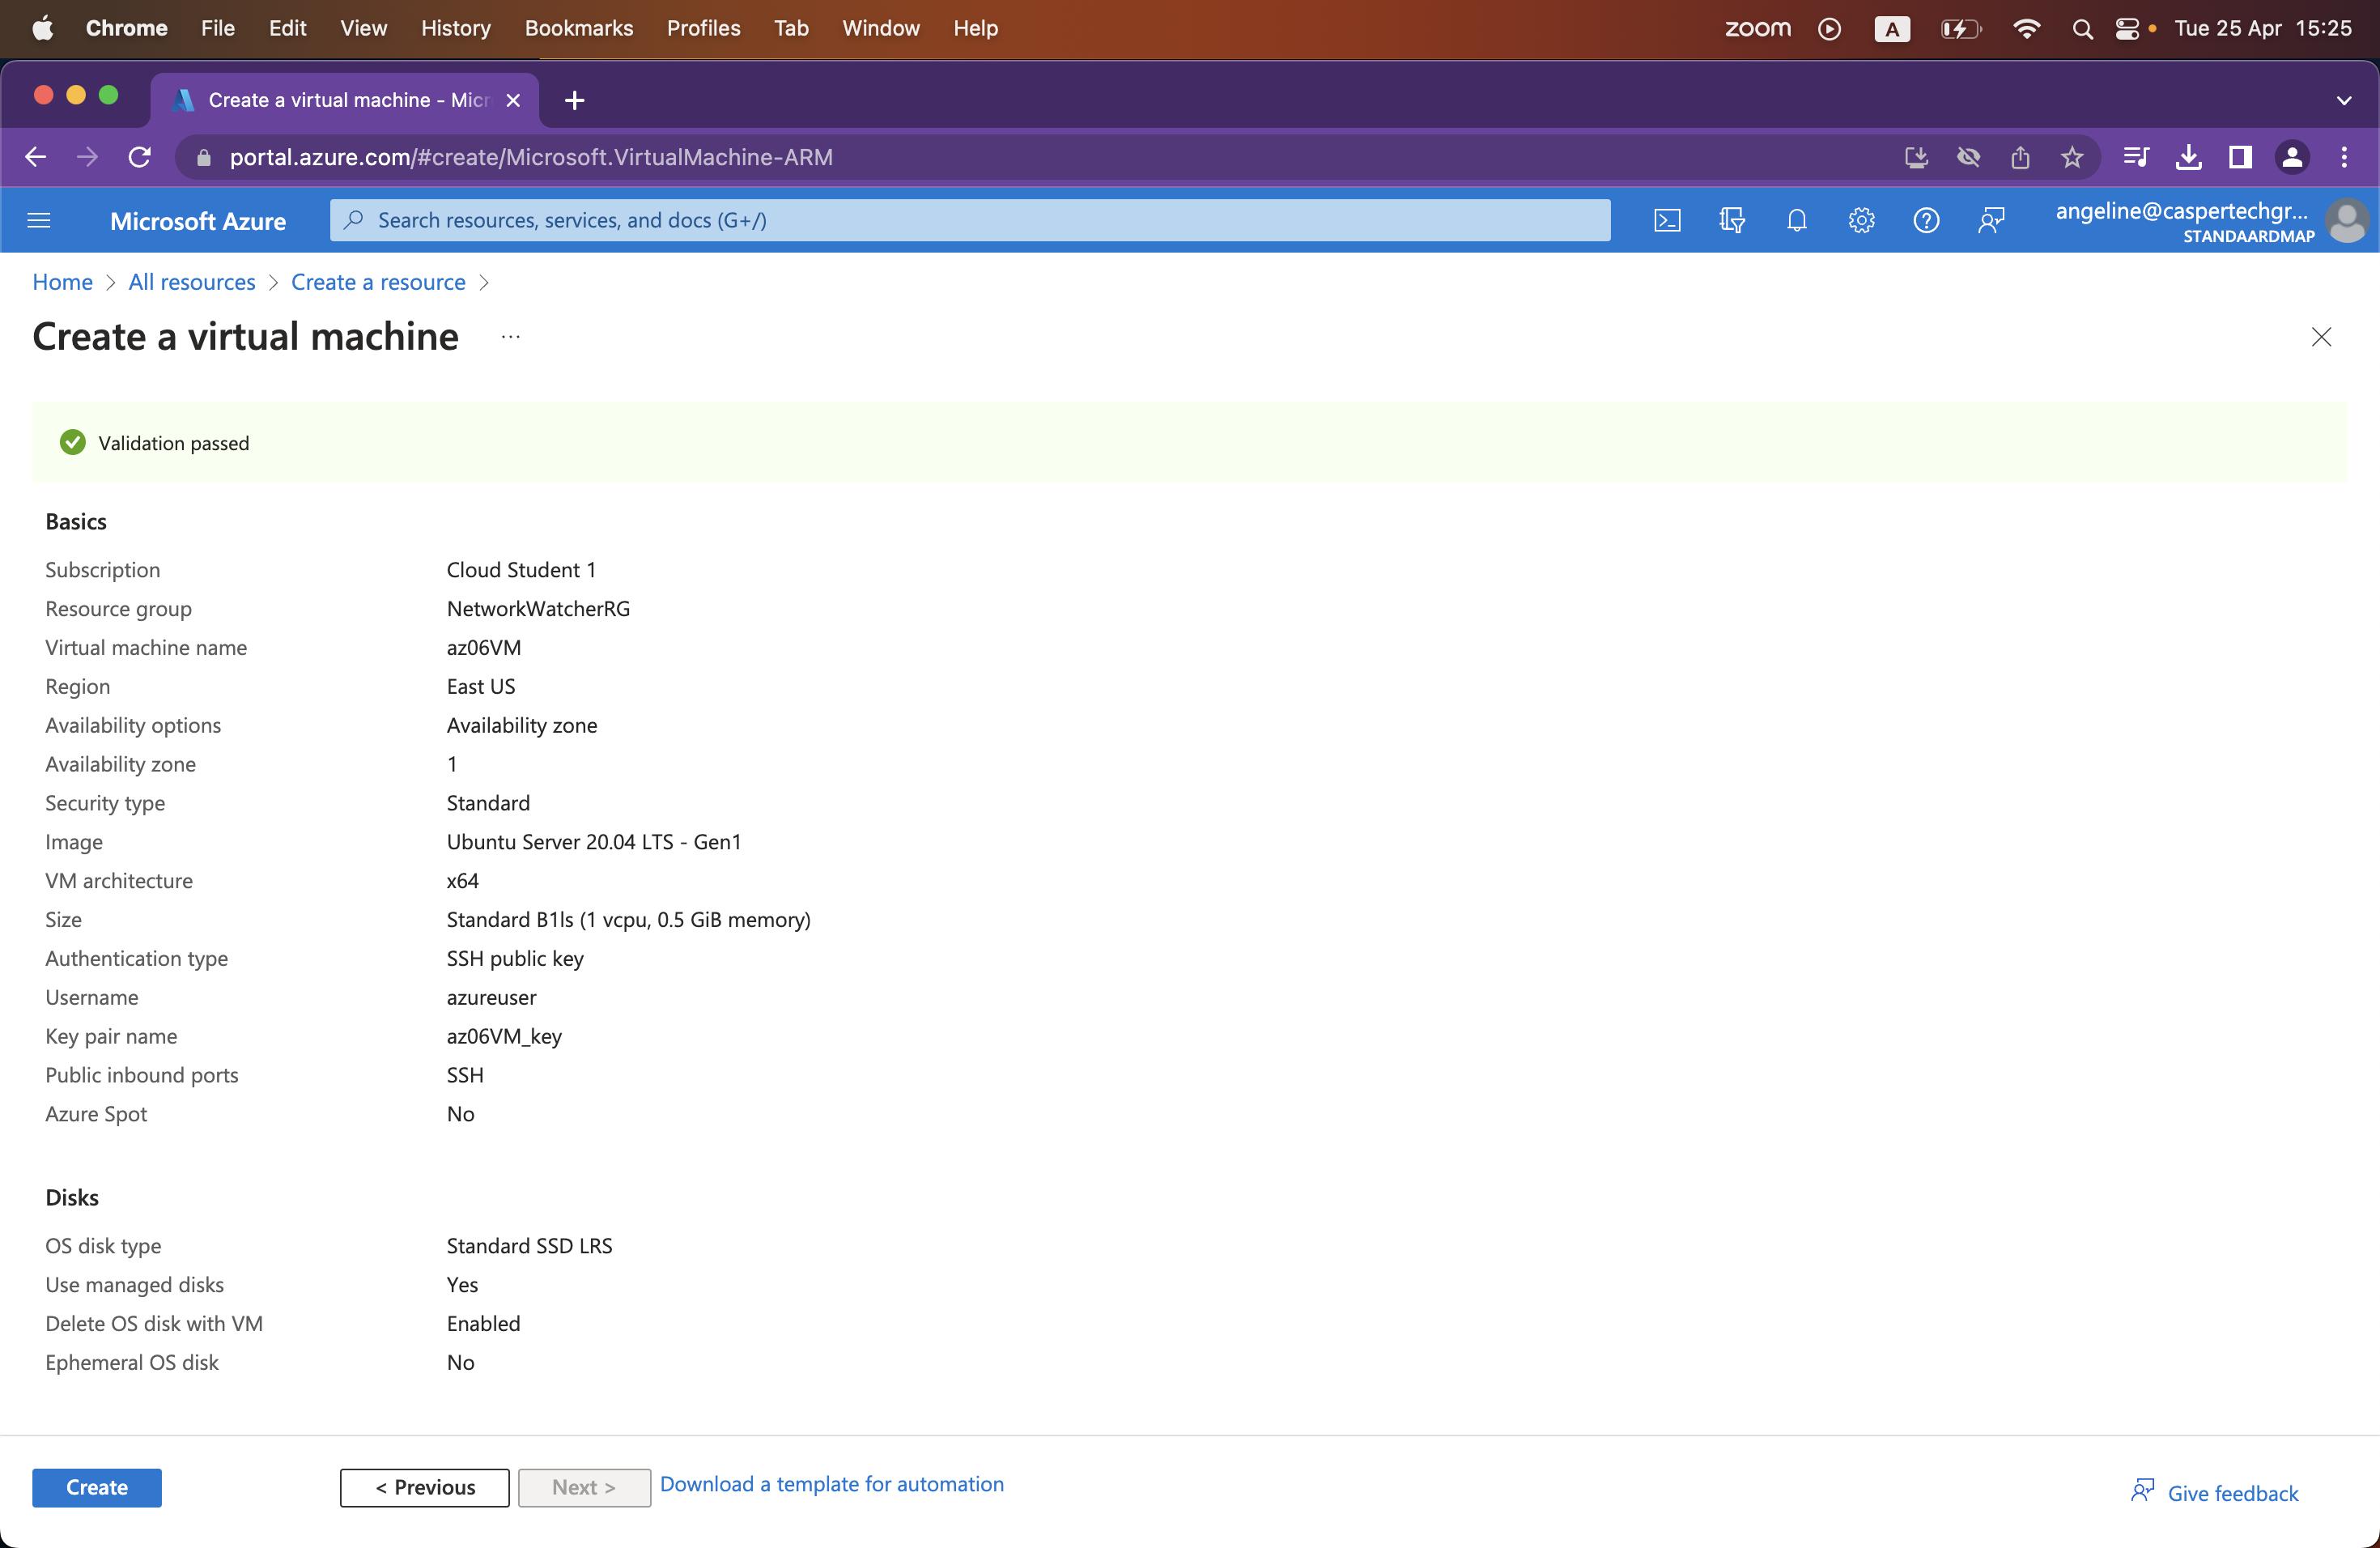 Chrome File Edit View History Bookmarks Profiles Tab Window Help zoom A Tue 25 Apr 15:25
Create a virtual machine - Micr
portal.azure.com/#create/Microsoft.VirtualMachine-ARM
Microsoft Azure Search resources, services, and docs (G+/) angeline@caspertechgr...
STANDAARDMAP
Home > All resources > Create a resource >
Create a virtual machine ...
Validation passed
Basics
Subscription Cloud Student 1
Resource group NetworkWatcherRG
Virtual machine name az06VM
Region East US
Availability options Availability zone
Availability zone 1
Security type Standard
Image Ubuntu Server 20.04 LTS - Gen1
VM architecture x64
Size Standard B1ls (1 vcpu, 0.5 GiB memory)
Authentication type SSH public key
Username azureuser
Key pair name az06VM_key
Public inbound ports SSH
Azure Spot No
Disks
OS disk type Standard SSD LRS
Use managed disks Yes
Delete OS disk with VM Enabled
Ephemeral OS disk No
Create < Previous Next > Download a template for automation Give feedback